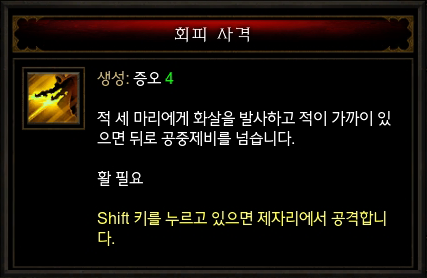 회피 사격
생성: 증오 4
적 세 마리에게 화살을 발사하고 적이 가까이 있
으면 뒤로 공중제비를 넘습니다.
활 필요
Shift 키를 누르고 있으면 제자리에서 공격합니
다.